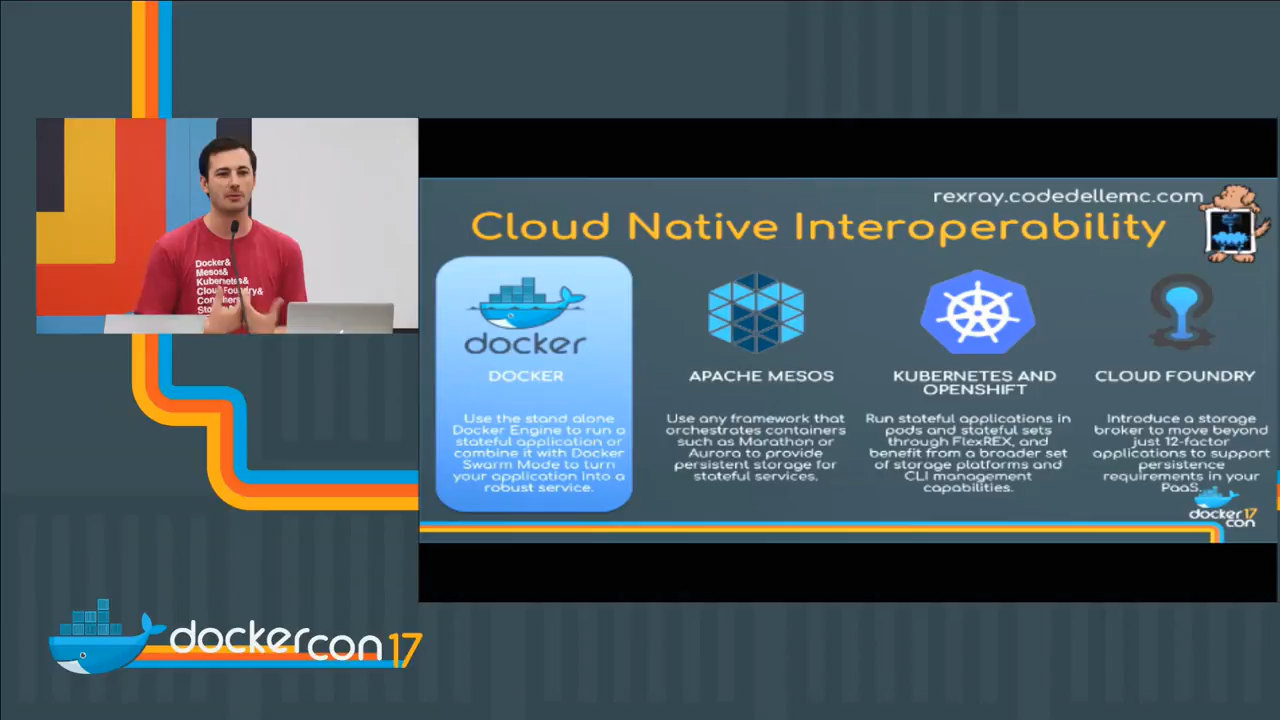 Docker&
Mesos&
Kubernetes&
Cloud Foundry&
rexray.codedellemc.com
Cloud Native Interoperability
docker
DOCKER
Use the stand alone
Docker Engine to run a
stateful application or
combine it with Docker
Swarm Mode to turn
your application into a
robust service.
APACHE MESOS
Use any framework that
orchestrates containers
such as Marathon or
Aurora to provide
persistent storage for
stateful services.
KUBERNETES AND
OPENSHIFT
Run stateful applications in
pods and stateful sets
through FlexREX, and
benefit from a broader set
of storage platforms and
CLI management
capabilities.
CLOUD FOUNDRY
Introduce a storage
broker to move beyond
just 12-factor
applications to support
persistence
requirements in your
PaaS.
docker 17
con
dockercon 17